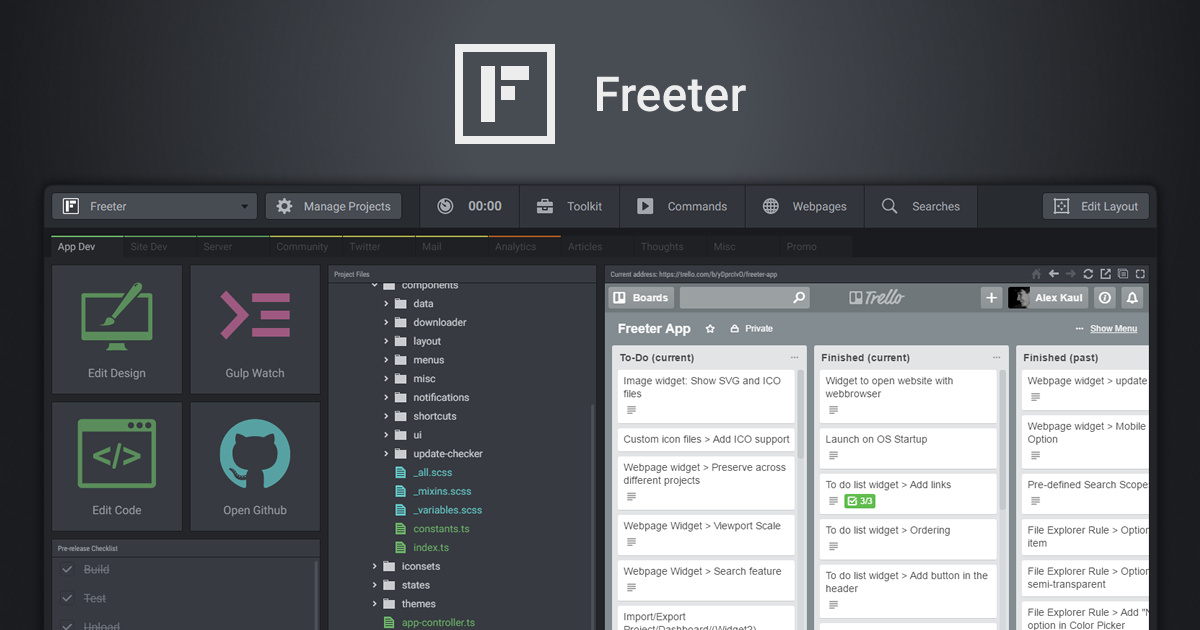 Freeter
Freeter
Manage Projects
00:00
Toolkit
Commands
Webpages
Searches
Edit Layout
App Dev
Site Dev
Server
Community
Twitter
Mail
Analytics
Articles
Thoughts
Misc
Promo
Edit Design
Gulp Watch
Edit Code
Open Github
Pre-release Checklist
Build
Test
Upload
Project Files
components
data
downloader
layout
menus
misc
notifications
shortcuts
ui
update-checker
_all.scss
_mixins.scss
_variables.scss
constants.ts
index.ts
iconsets
states
themes
app-controller.ts
Current address: https://trello.com/b/yDprcIvO/freeter-app
Boards
Trello
Alex Kaul
Freeter App
Private
Show Menu
To-Do (current)
Image widget: Show SVG and ICO
files
Custom icon files > Add ICO support
Webpage widget > Preserve across
different projects
Webpage Widget > Viewport Scale
Webpage Widget > Search feature
Import/Export
Project/Dashboard/(Widget?)
Finished (current)
Widget to open website with
webbrowser
Launch on OS Startup
To do list widget > Add links
3/3
To do list widget > Ordering
To do list widget > Add button in the
header
Finished (past)
Webpage widget > update
Webpage widget > Mobile
Option
Pre-defined Search Scope
File Explorer Rule > Option
item
File Explorer Rule > Option
semi-transparent
File Explorer Rule > Add "N
option in Color Picker